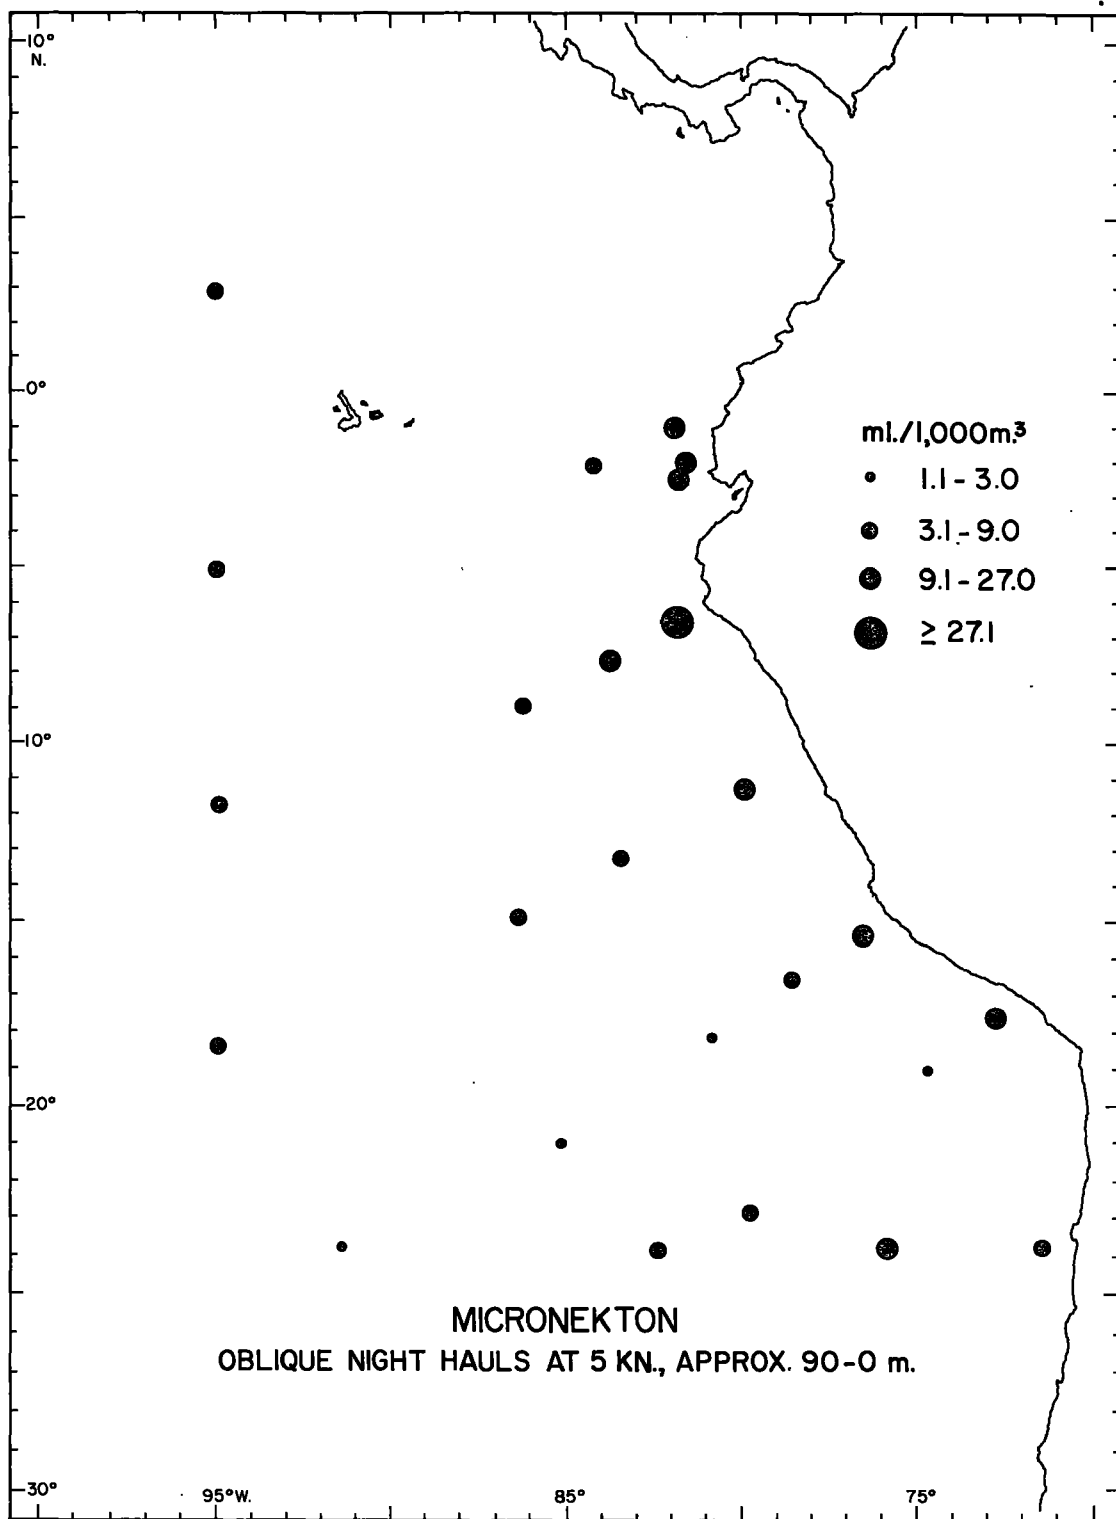 10°
N.
0°
ml./1,000m.³
1.1 - 3.0
3.1 - 9.0
9.1 - 27.0
≥ 27.1
10°
20°
MICRONEKTON
OBLIQUE NIGHT HAULS AT 5 KN., APPROX. 90-0 m.
30°
95°W.
85°
75°